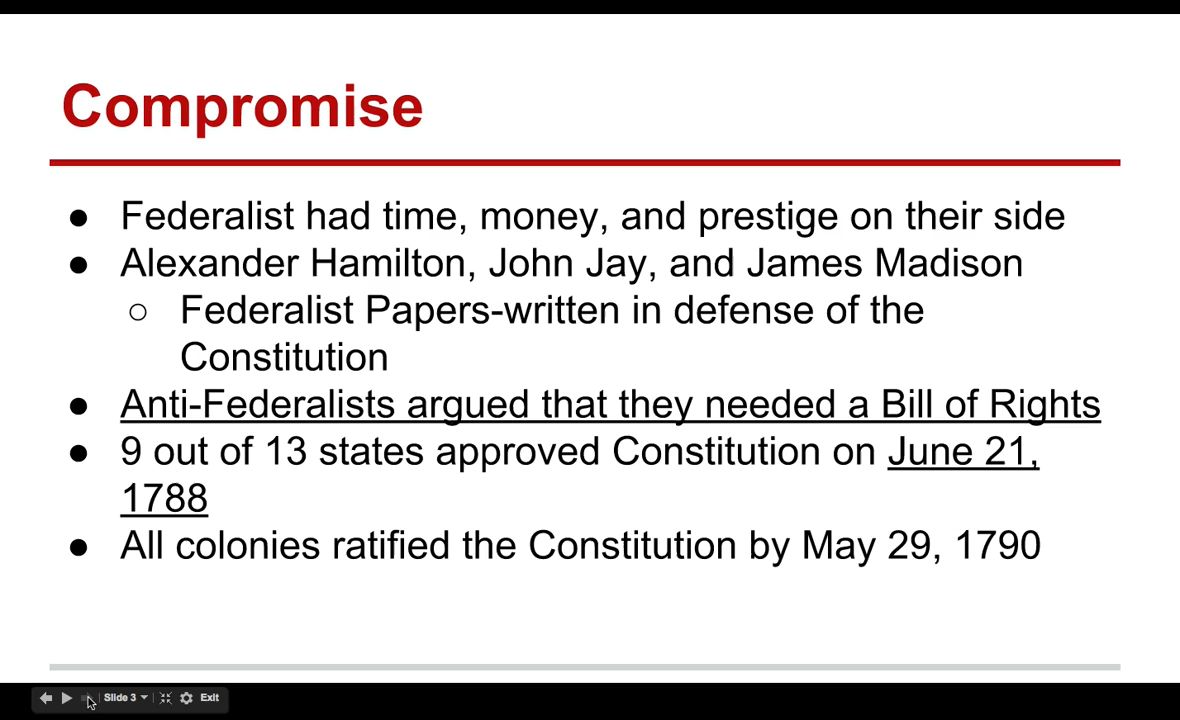 Compromise
● Federalist had time, money, and prestige on their side
● Alexander Hamilton, John Jay, and James Madison
○ Federalist Papers-written in defense of the
Constitution
● Anti-Federalists argued that they needed a Bill of Rights
● 9 out of 13 states approved Constitution on June 21,
1788
● All colonies ratified the Constitution by May 29, 1790
Slide 3 Exit